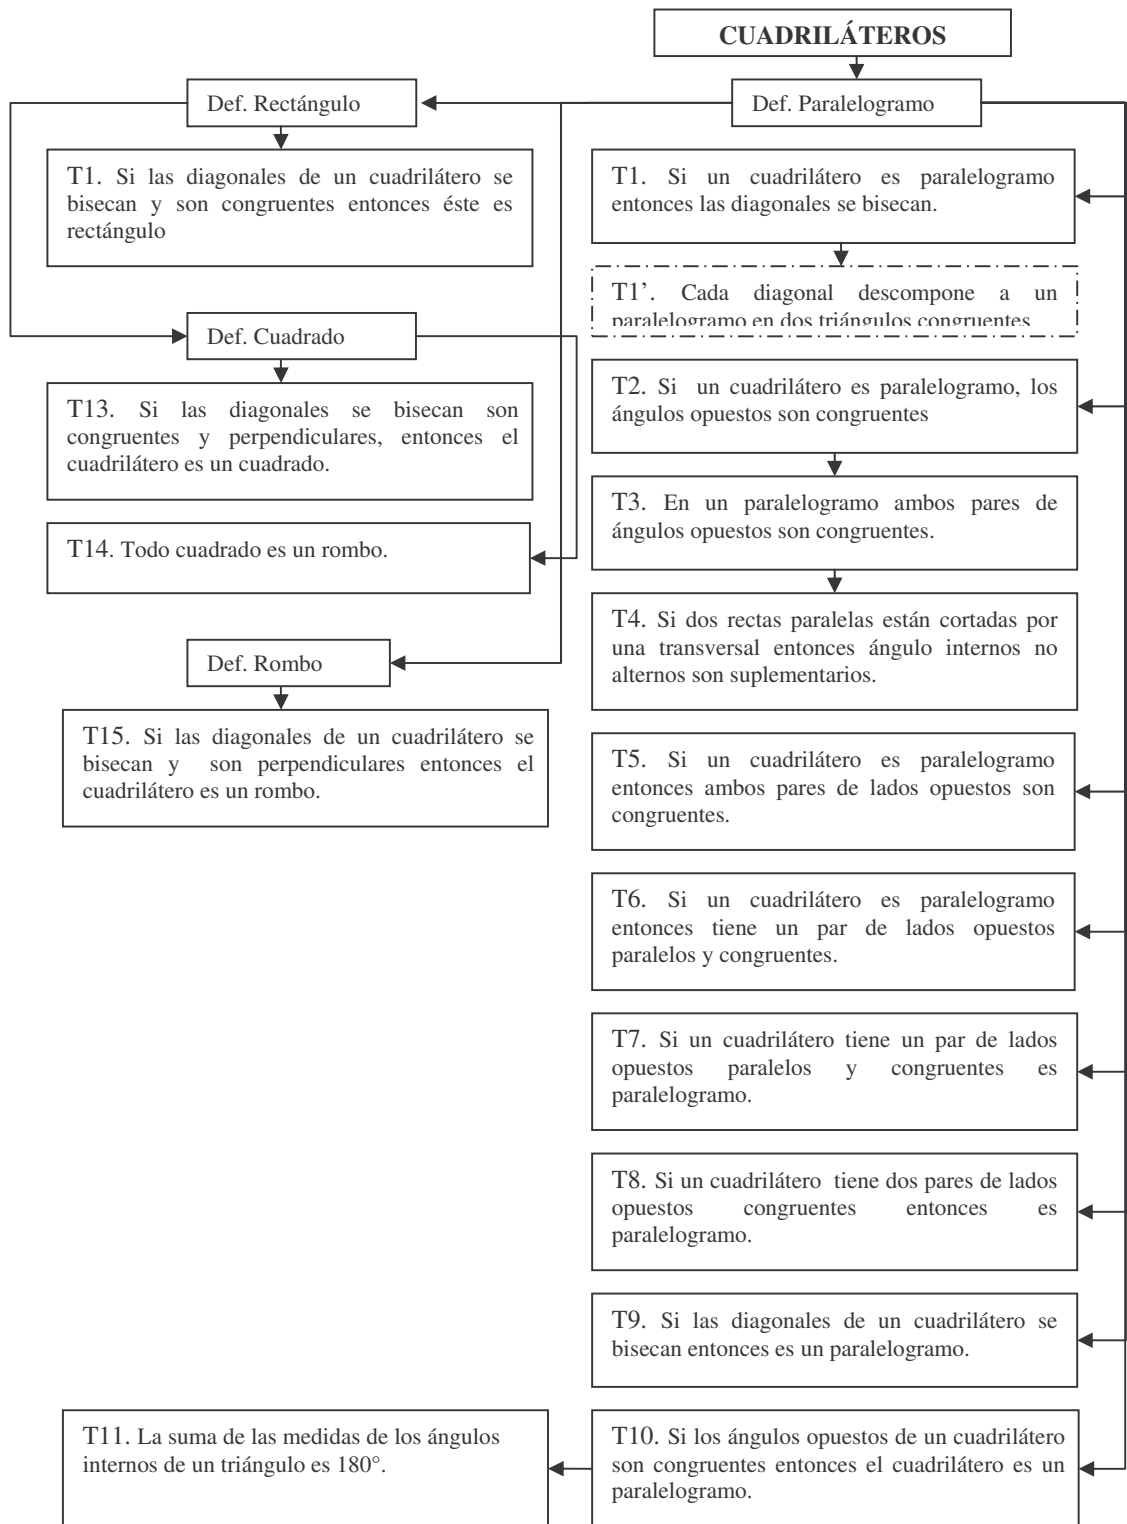 CUADRILÁTEROS
Def. Rectángulo
Def. Paralelogramo
T1. Si las diagonales de un cuadrilátero se
bisecan y son congruentes entonces éste es
rectángulo
T1. Si un cuadrilátero es paralelogramo
entonces las diagonales se bisecan.
T1’. Cada diagonal descompone a un
paralelogramo en dos triángulos congruentes
Def. Cuadrado
T13. Si las diagonales se bisecan son
congruentes y perpendiculares, entonces el
cuadrilátero es un cuadrado.
T2. Si un cuadrilátero es paralelogramo, los
ángulos opuestos son congruentes
T3. En un paralelogramo ambos pares de
ángulos opuestos son congruentes.
T14. Todo cuadrado es un rombo.
T4. Si dos rectas paralelas están cortadas por
una transversal entonces ángulo internos no
alternos son suplementarios.
Def. Rombo
T15. Si las diagonales de un cuadrilátero se
bisecan y son perpendiculares entonces el
cuadrilátero es un rombo.
T5. Si un cuadrilátero es paralelogramo
entonces ambos pares de lados opuestos son
congruentes.
T6. Si un cuadrilátero es paralelogramo
entonces tiene un par de lados opuestos
paralelos y congruentes.
T7. Si un cuadrilátero tiene un par de lados
opuestos paralelos y congruentes es
paralelogramo.
T8. Si un cuadrilátero tiene dos pares de lados
opuestos congruentes entonces es
paralelogramo.
T9. Si las diagonales de un cuadrilátero se
bisecan entonces es un paralelogramo.
T11. La suma de las medidas de los ángulos
internos de un triángulo es 180°.
T10. Si los ángulos opuestos de un cuadrilátero
son congruentes entonces el cuadrilátero es un
paralelogramo.